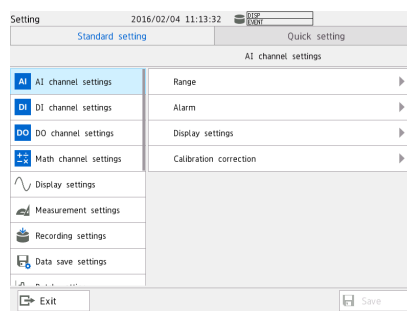 Setting 2016/02/04 11:13:32 DISP
EVENT
Standard setting Quick setting
AI channel settings
AI AI channel settings
Range
DI DI channel settings
Alarm
DO DO channel settings
Display settings
Math channel settings
Calibration correction
Display settings
Measurement settings
Recording settings
Data save settings
Exit Save